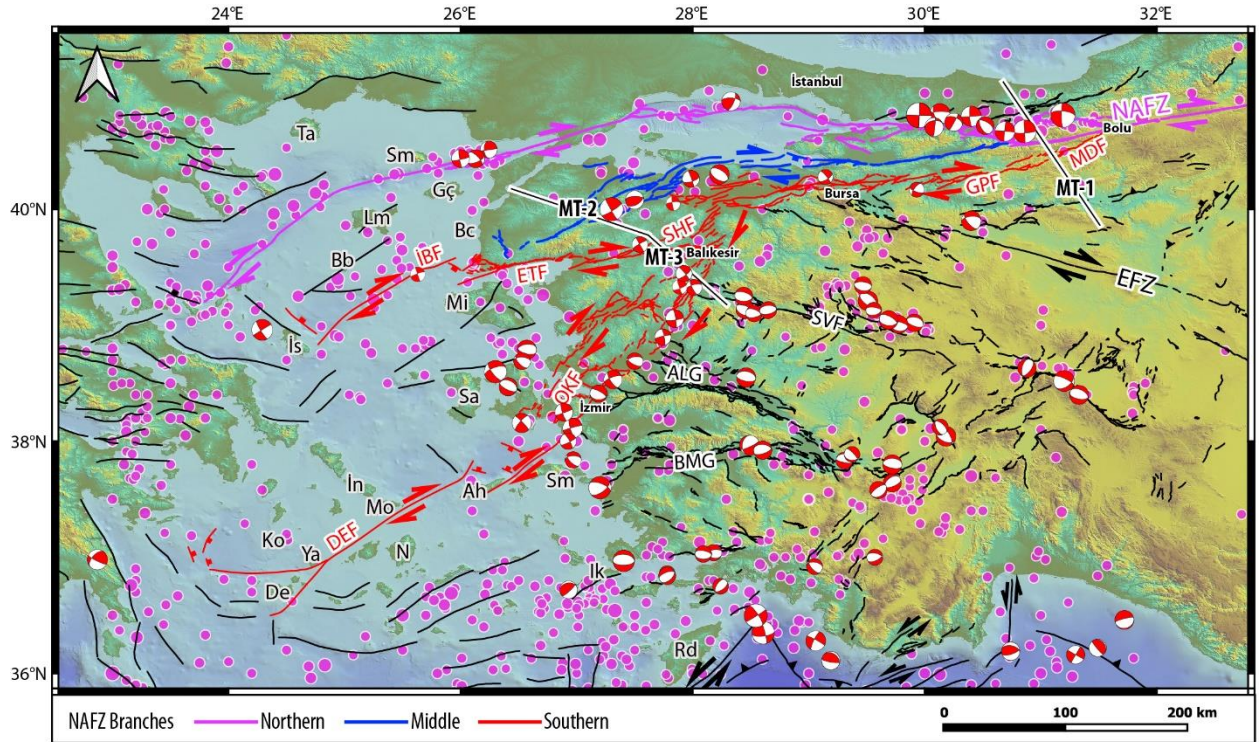 24°E 26°E 28°E 30°E 32°E
İstanbul
Ta
NAFZ
Bolu
Sm
MDF
Gç
GPF
Bursa
40°N
MT-1
MT-2
Lm
Bc
SHF
MT-3
Balıkesir
İBF
Bb
ETF
EFZ
Mi
SVF
İs
ALG
Sa
OKF
İzmir
38°N
BMG
In
Ah
Sm
Mo
Ko
Ya
DEF
N
De
Ik
Rd
36°N
NAFZ Branches Northern Middle Southern
0 100 200 km